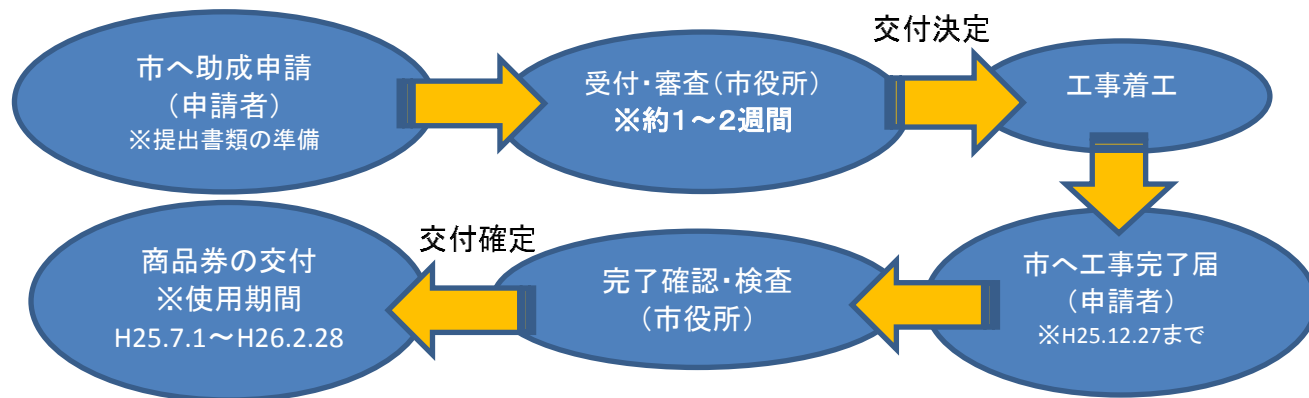 市へ助成申請
（申請者）
※提出書類の準備
受付・審査（市役所）
※約１～２週間
交付決定
工事着工
市へ工事完了届
（申請者）
※H25.12.27まで
完了確認・検査
（市役所）
交付確定
商品券の交付
※使用期間
H25.7.1～H26.2.28